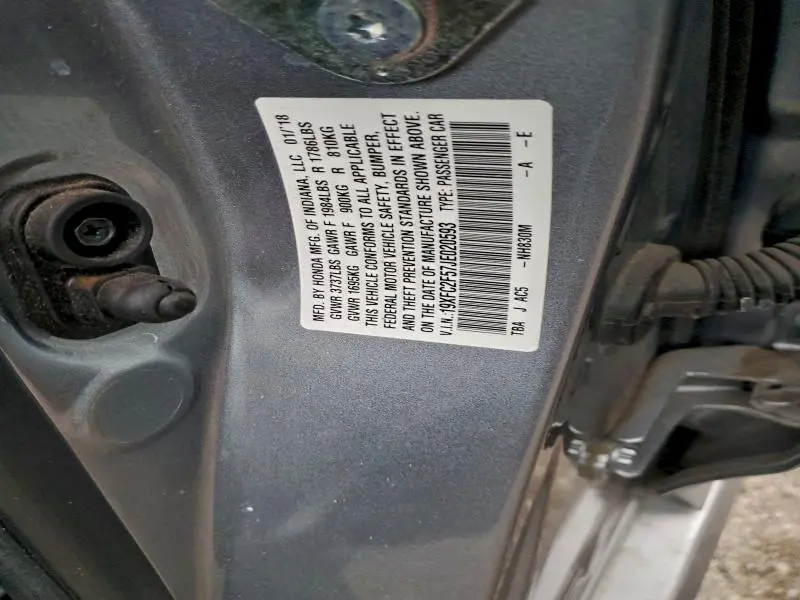 MFD. BY HONDA MFG. OF INDIANA, LLC 01/18
GVWR 3737LBS GAWR F 1984LBS R 1786LBS
GVWR 1695KG GAWR F 900KG R 810KG
THIS VEHICLE CONFORMS TO ALL APPLICABLE
FEDERAL MOTOR VEHICLE SAFETY, BUMPER,
AND THEFT PREVENTION STANDARDS IN EFFECT
ON THE DATE OF MANUFACTURE SHOWN ABOVE.
V.I.N.:19XFC2F57JE020593 TYPE: PASSENGER CAR
TBA J AC5 -NH830M -A -E